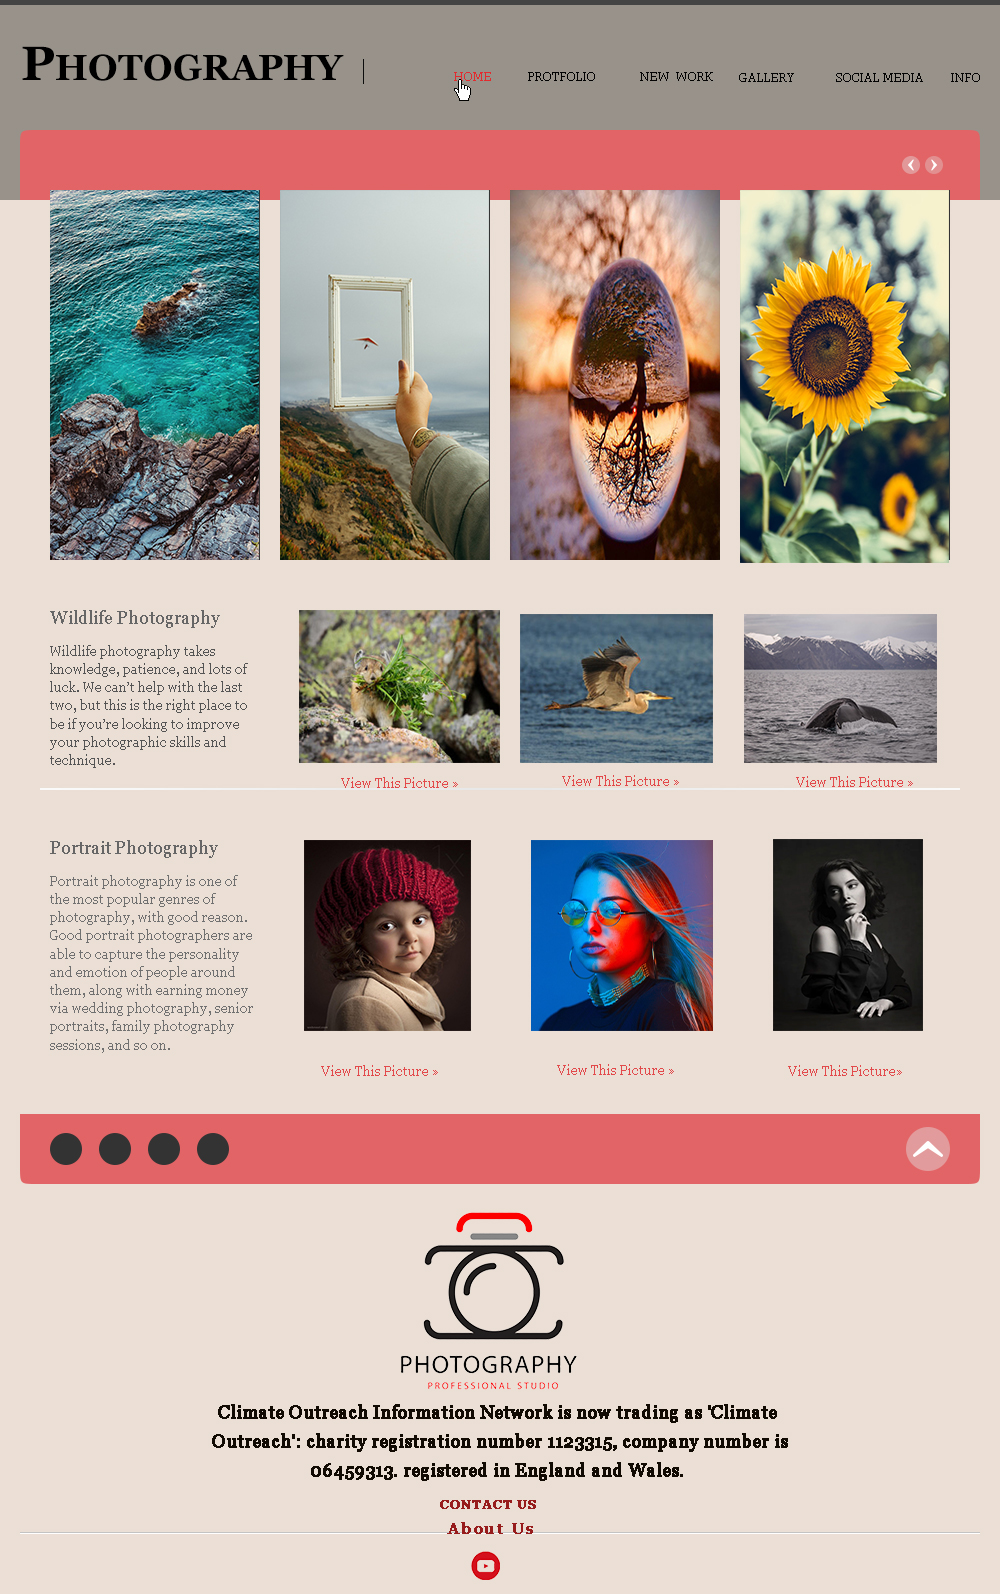 PHOTOGRAPHY
HOME PROTFOLIO NEW WORK GALLERY SOCIAL MEDIA INFO
Wildlife Photography
Wildlife photography takes
knowledge, patience, and lots of
luck. We can't help with the last
two, but this is the right place to
be if you're looking to improve
your photographic skills and
technique.
View This Picture »
View This Picture »
View This Picture »
Portrait Photography
Portrait photography is one of
the most popular genres of
photography, with good reason.
Good portrait photographers are
able to capture the personality
and emotion of people around
them, along with earning money
via wedding photography, senior
portraits, family photography
sessions, and so on.
View This Picture »
View This Picture »
View This Picture»
PHOTOGRAPHY
PROFESSIONAL STUDIO
Climate Outreach Information Network is now trading as 'Climate
Outreach': charity registration number 1123315, company number is
06459313. registered in England and Wales.
CONTACT US
About Us